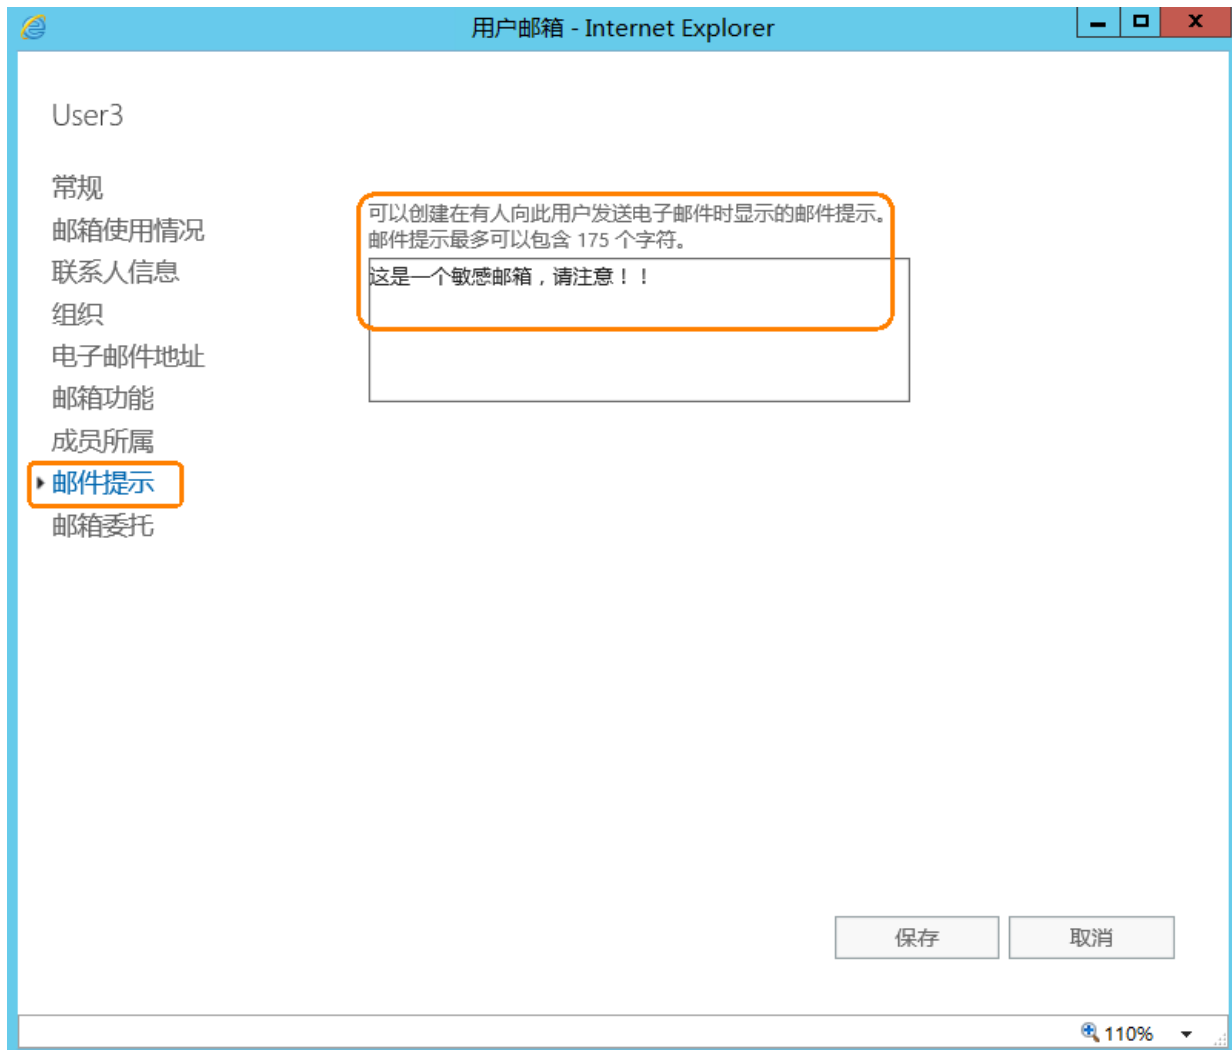 用户邮箱 - Internet Explorer
User3
常规
邮箱使用情况
联系人信息
组织
电子邮件地址
邮箱功能
成员所属
邮件提示
邮箱委托
可以创建在有人向此用户发送电子邮件时显示的邮件提示。
邮件提示最多可以包含 175 个字符。
这是一个敏感邮箱，请注意！！
保存
取消
110%